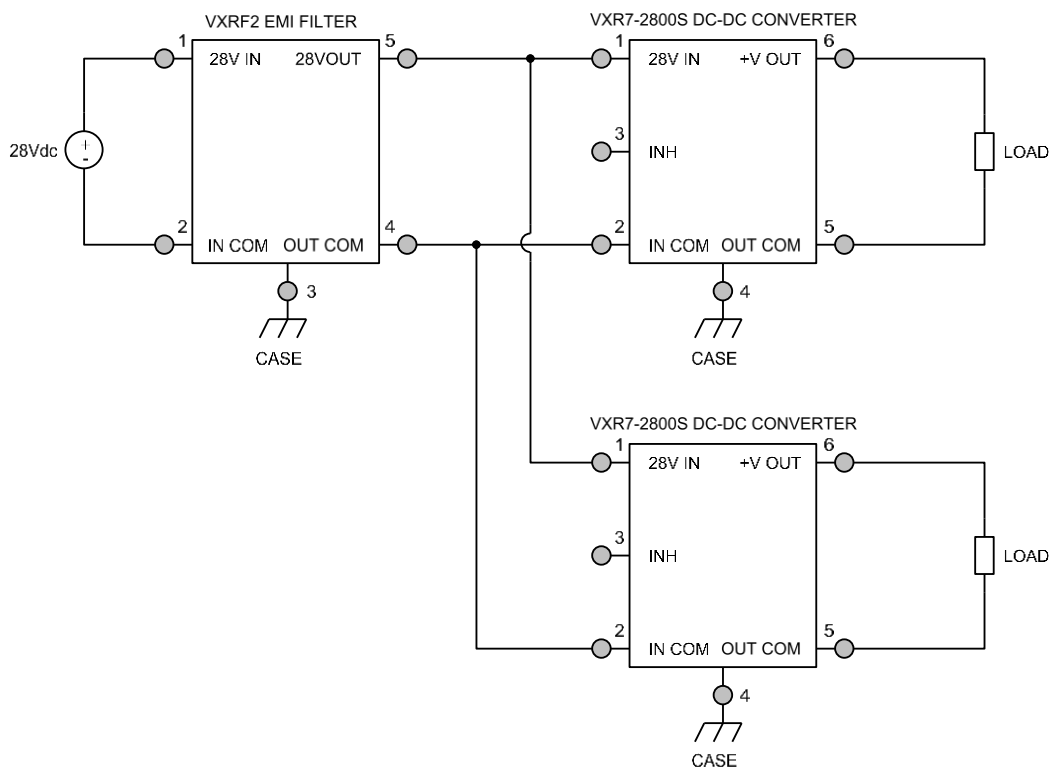 VXRF2 EMI FILTER
VXR7-2800S DC-DC CONVERTER
1
28V IN
28VOUT
5
1
28V IN
+V OUT
6
28Vdc
+
-
3
INH
LOAD
2
IN COM
OUT COM
4
2
IN COM
OUT COM
5
3
CASE
4
CASE
VXR7-2800S DC-DC CONVERTER
1
28V IN
+V OUT
6
3
INH
LOAD
2
IN COM
OUT COM
5
4
CASE